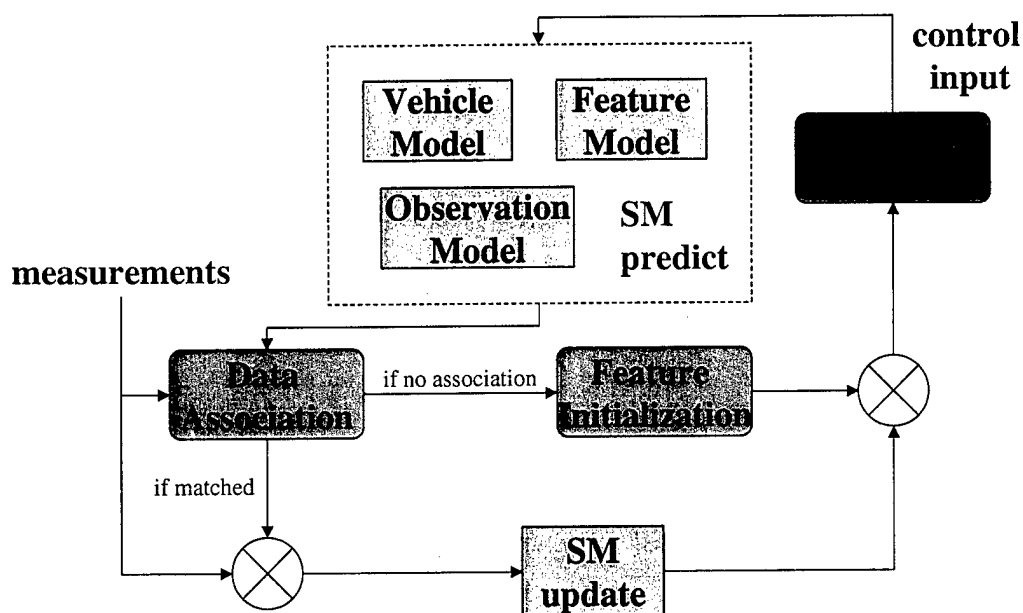 control
input
Vehicle
Model
Feature
Model
Observation
Model
SM
predict
measurements
Data
Association
if no association
Feature
Initialization
if matched
SM
update